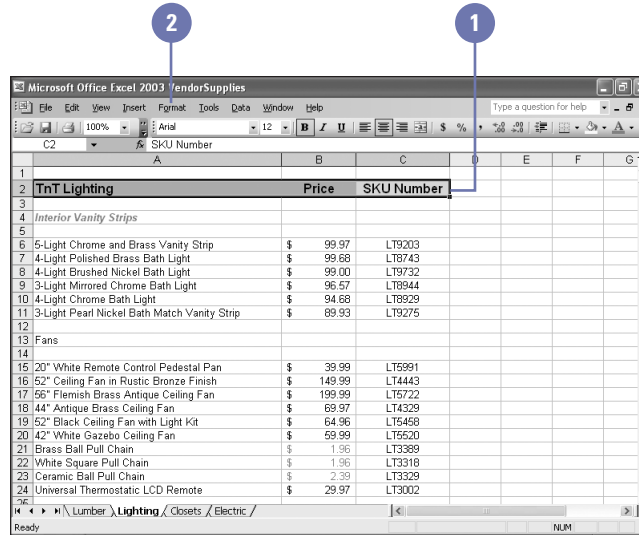 2 1
Microsoft Office Excel 2003 VendorSupplies
File Edit View Insert Format Tools Data Window Help Type a question for help
100% Arial 12 B I U $ % ,
C2 fx SKU Number
A B C D E F G
1
2 TnT Lighting Price SKU Number 1
3
4 Interior Vanity Strips
5
6 5-Light Chrome and Brass Vanity Strip $ 99.97 LT9203
7 4-Light Polished Brass Bath Light $ 99.68 LT8743
8 4-Light Brushed Nickel Bath Light $ 99.00 LT9732
9 3-Light Mirrored Chrome Bath Light $ 96.57 LT8944
10 4-Light Chrome Bath Light $ 94.68 LT8929
11 3-Light Pearl Nickel Bath Match Vanity Strip $ 89.93 LT9275
12
13 Fans
14
15 20" White Remote Control Pedestal Pan $ 39.99 LT5991
16 52" Ceiling Fan in Rustic Bronze Finish $ 149.99 LT4443
17 56" Flemish Brass Antique Ceiling Fan $ 199.99 LT5722
18 44" Antique Brass Ceiling Fan $ 69.97 LT4329
19 52" Black Ceiling Fan with Light Kit $ 64.96 LT5458
20 42" White Gazebo Ceiling Fan $ 59.99 LT5520
21 Brass Ball Pull Chain $ 1.96 LT3389
22 White Square Pull Chain $ 1.96 LT3318
23 Ceramic Ball Pull Chain $ 2.39 LT3329
24 Universal Thermostatic LCD Remote $ 29.97 LT3002
Lumber Lighting Closets Electric
Ready NUM